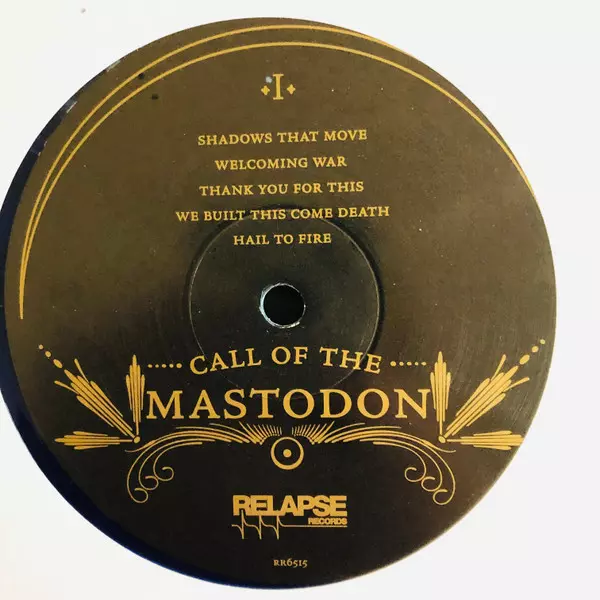 I
SHADOWS THAT MOVE
WELCOMING WAR
THANK YOU FOR THIS
WE BUILT THIS COME DEATH
HAIL TO FIRE
CALL OF THE
MASTODON
RELAPSE
RECORDS
RR6515